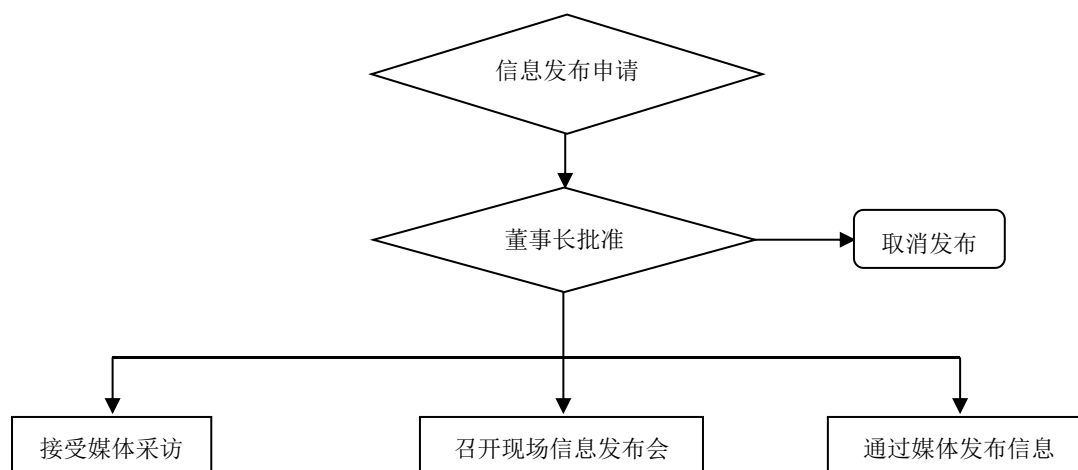 信息发布申请
董事长批准
取消发布
接受媒体采访
召开现场信息发布会
通过媒体发布信息